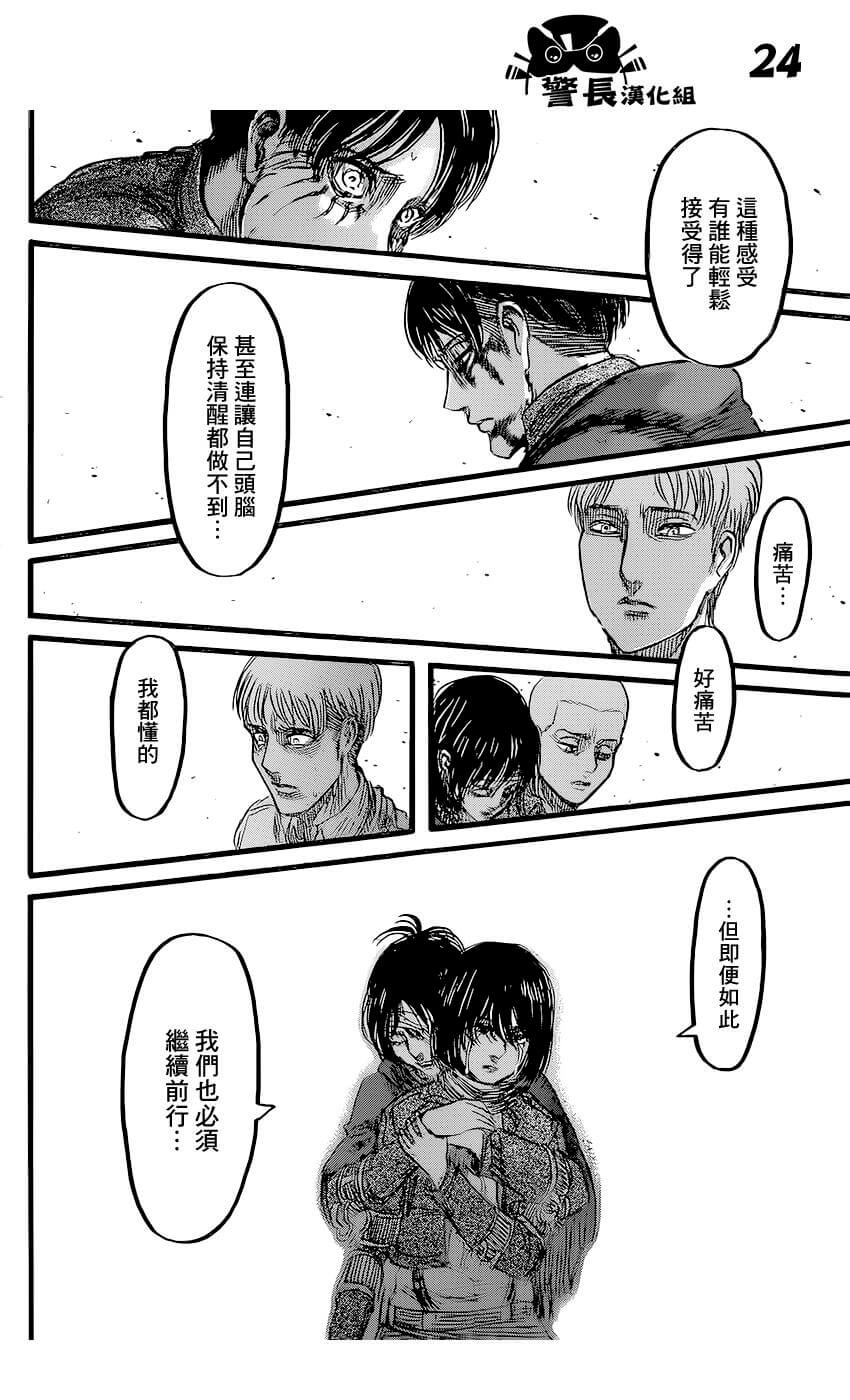 警長漢化組
24
這種感受
有誰能輕鬆
接受得了
甚至連讓自己頭腦
保持清醒都做不到…
痛苦…
好痛苦
我都懂的
…但即便如此
我們也必須
繼續前行…